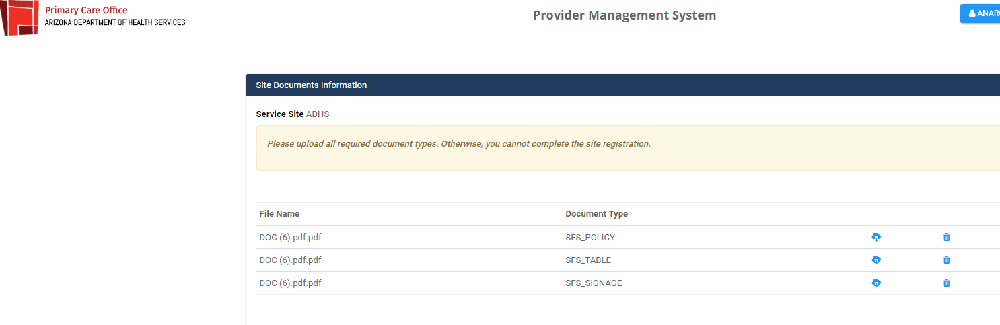 Primary Care Office
ARIZONA DEPARTMENT OF HEALTH SERVICES
Provider Management System
Site Documents Information
Service Site ADHS
Please upload all required document types. Otherwise, you cannot complete the site registration.
File Name Document Type
DOC (6).pdf.pdf SFS_POLICY
DOC (6).pdf.pdf SFS_TABLE
DOC (6).pdf.pdf SFS_SIGNAGE